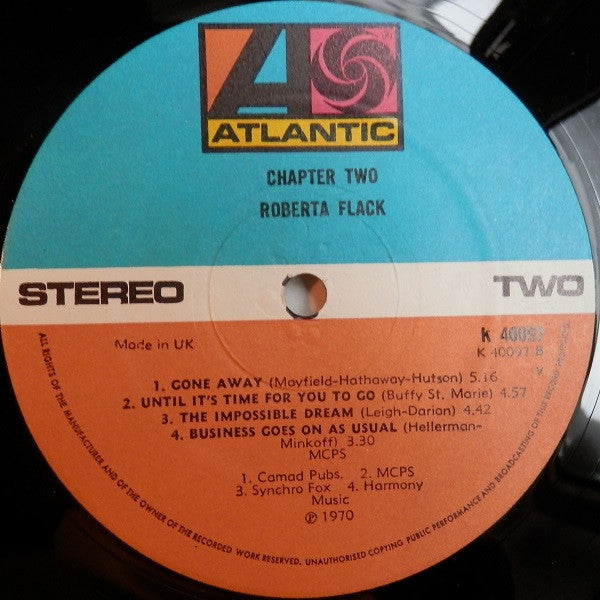 ATLANTIC
CHAPTER TWO
ROBERTA FLACK
STEREO
TWO
Made in UK
K 40097
K 40097 B
1. GONE AWAY (Mayfield-Hathaway-Hutson) 5.16
2. UNTIL IT'S TIME FOR YOU TO GO (Buffy St. Marie) 4.57
3. THE IMPOSSIBLE DREAM (Leigh-Darion) 4.42
4. BUSINESS GOES ON AS USUAL (Hellerman-
Minkoff) 3.30
MCPS
1. Camad Pubs. 2. MCPS
3. Synchro Fox 4. Harmony
Music
℗ 1970
ALL RIGHTS OF THE MANUFACTURER AND OF THE OWNER OF THE RECORDED WORK RESERVED. UNAUTHORISED COPYING PUBLIC PERFORMANCE AND BROADCASTING OF THIS RECORD